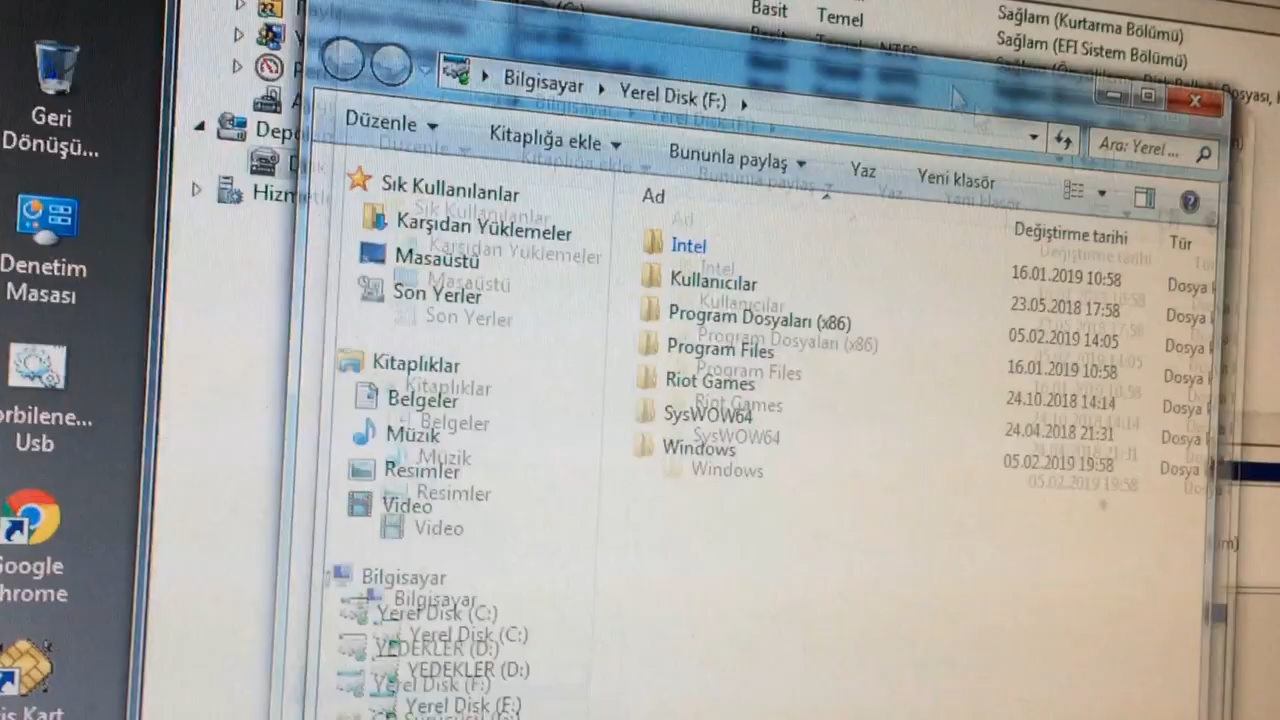 Basit Temel Sağlam (Kurtarma Bölümü)
Sağlam (EFI Sistem Bölümü)
Geri
Dönüşü...
Denetim
Masası
orbilene...
Usb
Google
hrome
Kart
Hizm
Bilgisayar Yerel Disk (F:)
Ara: Yerel ...
Düzenle Kitaplığa ekle Bununla paylaş Yaz Yeni klasör
Sık Kullanılanlar
Karşıdan Yüklemeler
Masaüstü
Son Yerler
Kitaplıklar
Belgeler
Müzik
Resimler
Video
Bilgisayar
Yerel Disk (C:)
YEDEKLER (D:)
Yerel Disk (F:)
Ad Değiştirme tarihi Tür
Intel 16.01.2019 10:58 Dosya
Kullanıcılar 23.05.2018 17:58 Dosya
Program Dosyaları (x86) 05.02.2019 14:05 Dosya
Program Files 16.01.2019 10:58 Dosya
Riot Games 24.10.2018 14:14 Dosya
SysWOW64 24.04.2018 21:31 Dosya
Windows 05.02.2019 19:58 Dosya